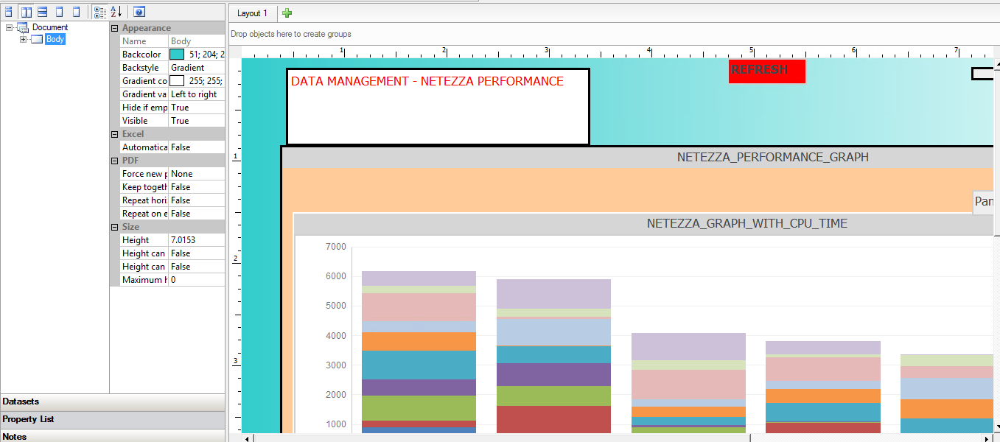 Layout 1
Document
Body
Drop objects here to create groups
Appearance
Name Body
Backcolor 51; 204; 2
Backstyle Gradient
Gradient co 255; 255;
Gradient va Left to right
Hide if emp True
Visible True
Excel
Automatica False
PDF
Force new p None
Keep togeth False
Repeat hori: False
Repeat on e False
Size
Height 7.0153
Height can False
Height can False
Maximum h 0
Datasets
Property List
Notes
1 2 3 4 5 6 7
1
2
3
DATA MANAGEMENT - NETEZZA PERFORMANCE
REFRESH
NETEZZA_PERFORMANCE_GRAPH
Pan
NETEZZA_GRAPH_WITH_CPU_TIME
7000
6000
5000
4000
3000
2000
1000